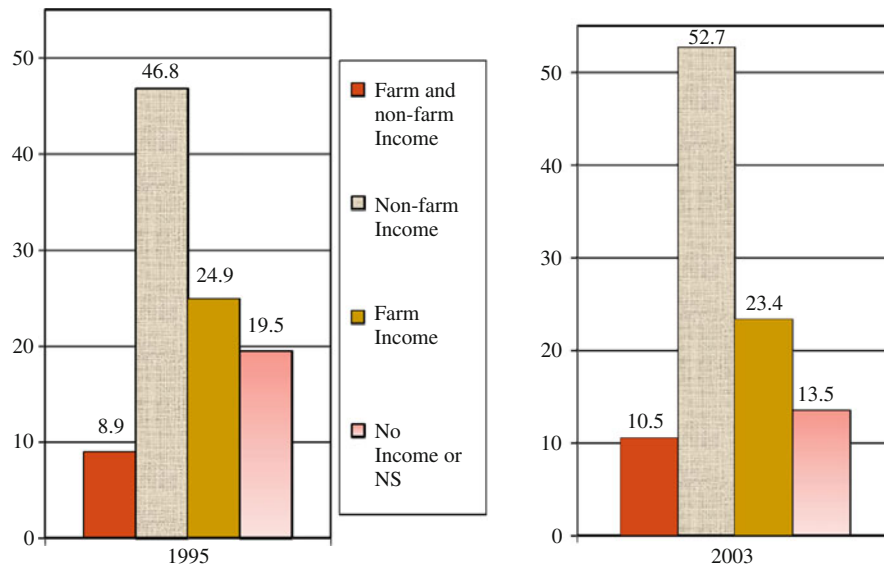 50
40
30
20
10
0
46.8
24.9
19.5
8.9
1995
Farm and
non-farm
Income
Non-farm
Income
Farm
Income
No
Income or
NS
50
40
30
20
10
0
52.7
23.4
13.5
10.5
2003